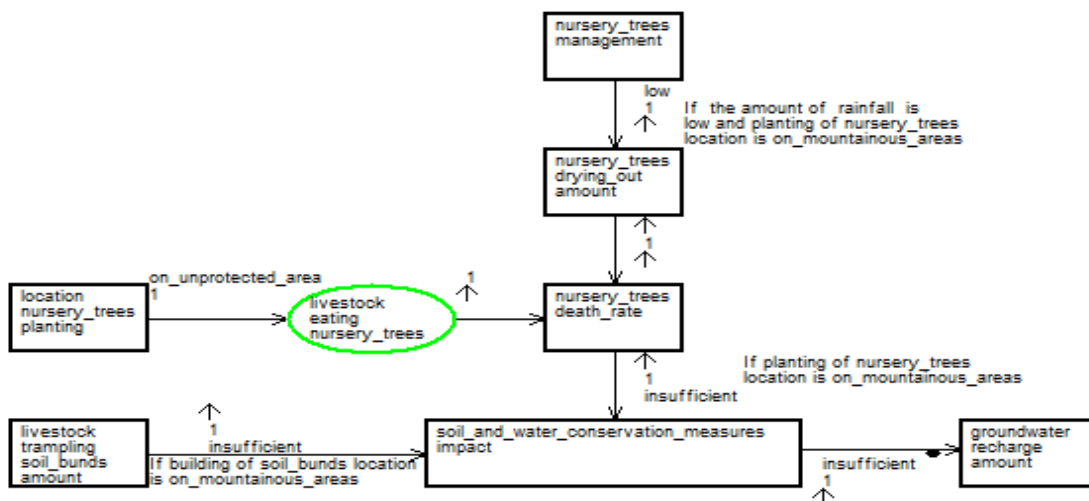 nursery_trees
management
low
1
If the amount of rainfall is
low and planting of nursery_trees
location is on_mountainous_areas
nursery_trees
drying_out
amount
1
on_unprotected_area
1
location
nursery_trees
planting
livestock
eating
nursery_trees
1
nursery_trees
death_rate
1
insufficient
If planting of nursery_trees
location is on_mountainous_areas
livestock
trampling
soil_bunds
amount
1
insufficient
If building of soil_bunds location
is on_mountainous_areas
soil_and_water_conservation_measures
impact
insufficient
1
groundwater
recharge
amount